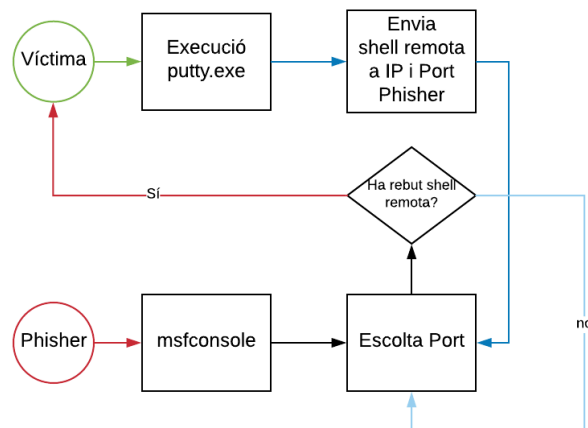 Víctima
Execució
putty.exe
Envia
shell remota
a IP i Port
Phisher
Ha rebut shell
remota?
Sí
no
Phisher
msfconsole
Escolta Port